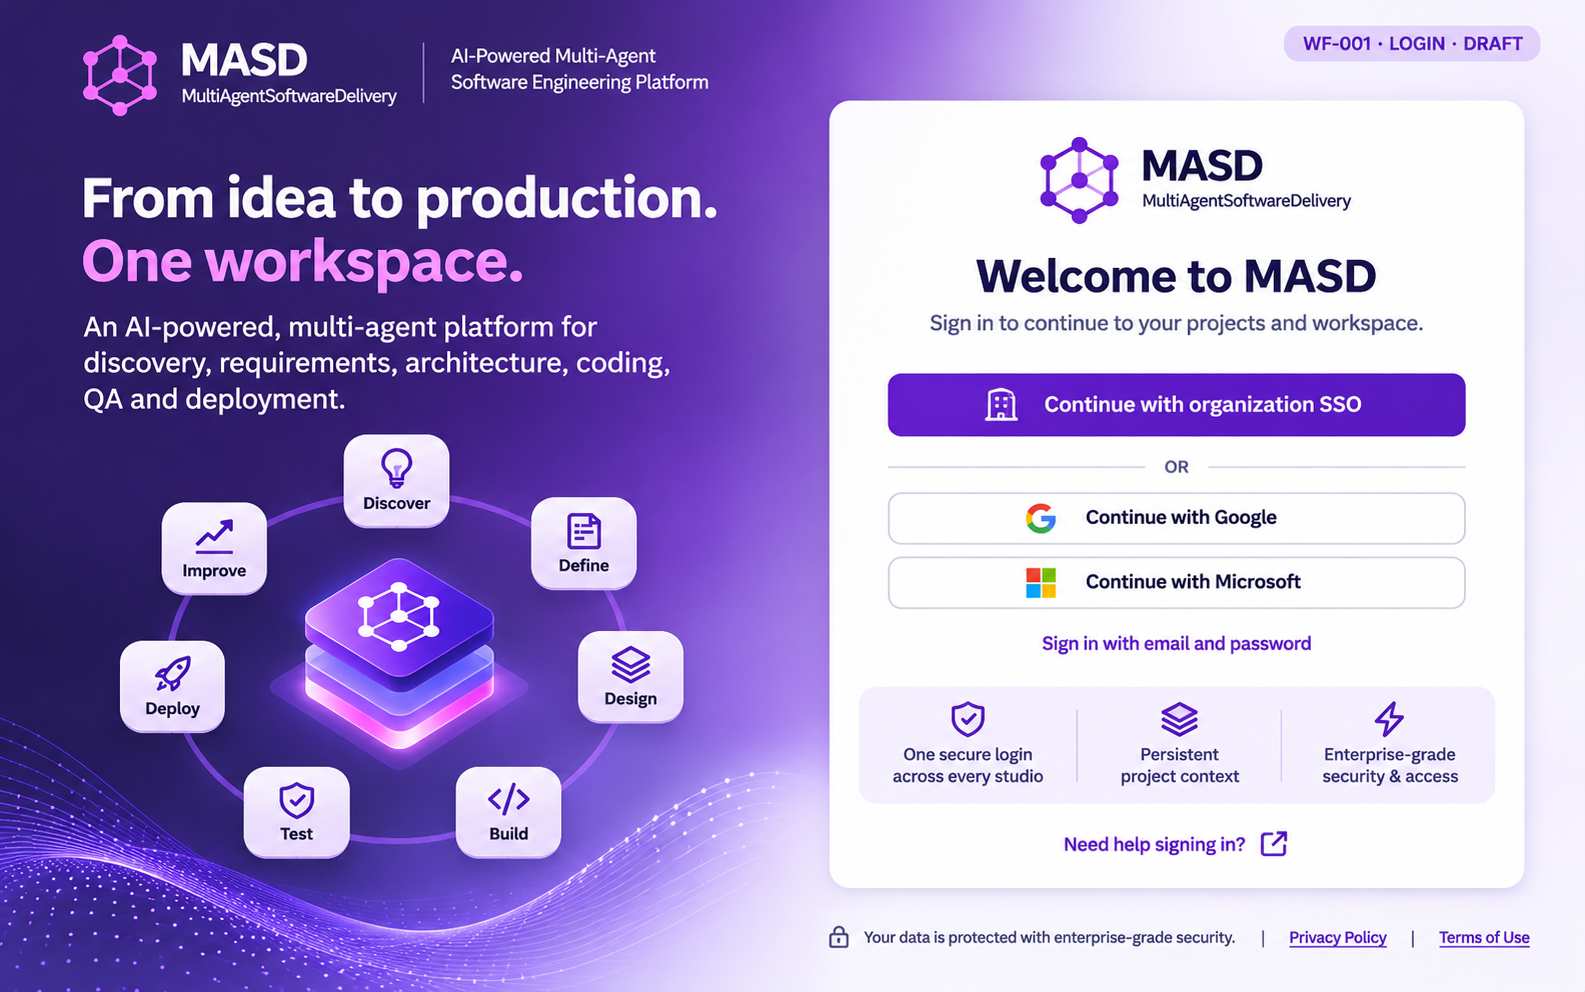 MASD
MultiAgentSoftwareDelivery
AI-Powered Multi-Agent
Software Engineering Platform
From idea to production.
One workspace.
An AI-powered, multi-agent platform for
discovery, requirements, architecture, coding,
QA and deployment.
Discover
Define
Design
Build
Test
Deploy
Improve
WF-001 · LOGIN · DRAFT
MASD
MultiAgentSoftwareDelivery
Welcome to MASD
Sign in to continue to your projects and workspace.
Continue with organization SSO
OR
Continue with Google
Continue with Microsoft
Sign in with email and password
One secure login
across every studio
Persistent
project context
Enterprise-grade
security & access
Need help signing in?
Your data is protected with enterprise-grade security.
Privacy Policy
Terms of Use